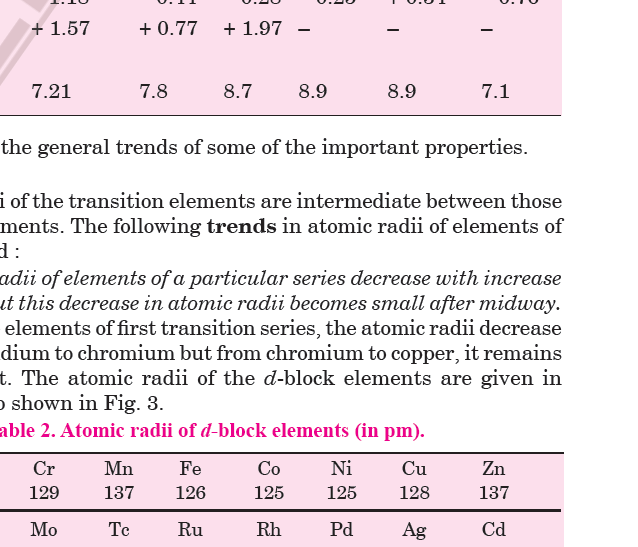 + 1.57 + 0.77 + 1.97 – – –
7.21 7.8 8.7 8.9 8.9 7.1
the general trends of some of the important properties.
i of the transition elements are intermediate between those
ments. The following trends in atomic radii of elements of
d :
adii of elements of a particular series decrease with increase
ut this decrease in atomic radii becomes small after midway.
elements of first transition series, the atomic radii decrease
dium to chromium but from chromium to copper, it remains
t. The atomic radii of the d-block elements are given in
o shown in Fig. 3.
able 2. Atomic radii of d-block elements (in pm).
Cr Mn Fe Co Ni Cu Zn
129 137 126 125 125 128 137
Mo Tc Ru Rh Pd Ag Cd